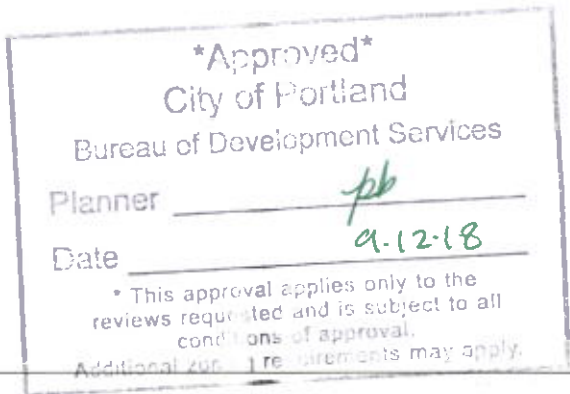 *Approved*
City of Portland
Bureau of Development Services
Planner pb
Date 9.12.18
* This approval applies only to the
reviews requested and is subject to all
conditions of approval.
Additional zoning requirements may apply.